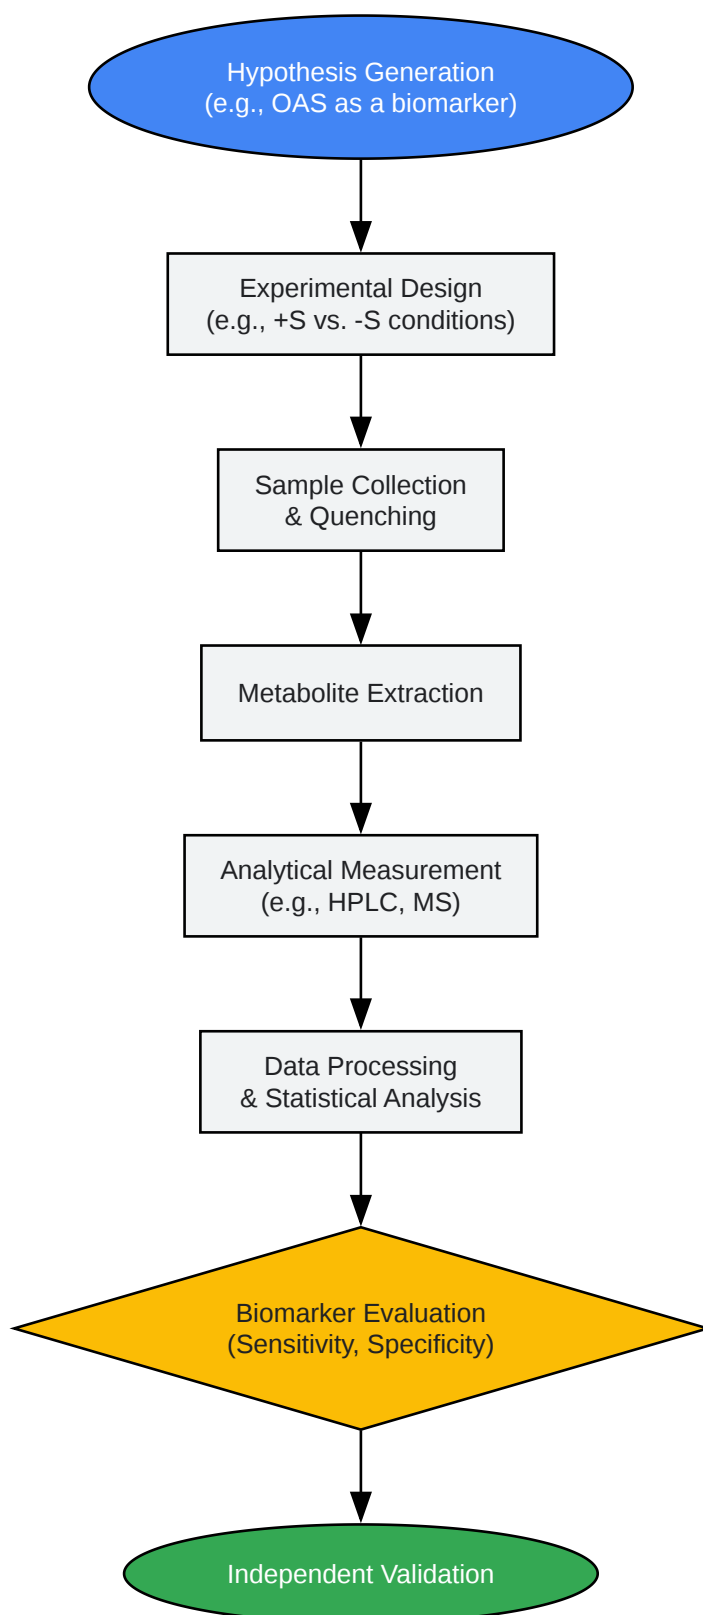 Hypothesis Generation
(e.g., OAS as a biomarker)
Experimental Design
(e.g., +S vs. -S conditions)
Sample Collection
& Quenching
Metabolite Extraction
Analytical Measurement
(e.g., HPLC, MS)
Data Processing
& Statistical Analysis
Biomarker Evaluation
(Sensitivity, Specificity)
Independent Validation